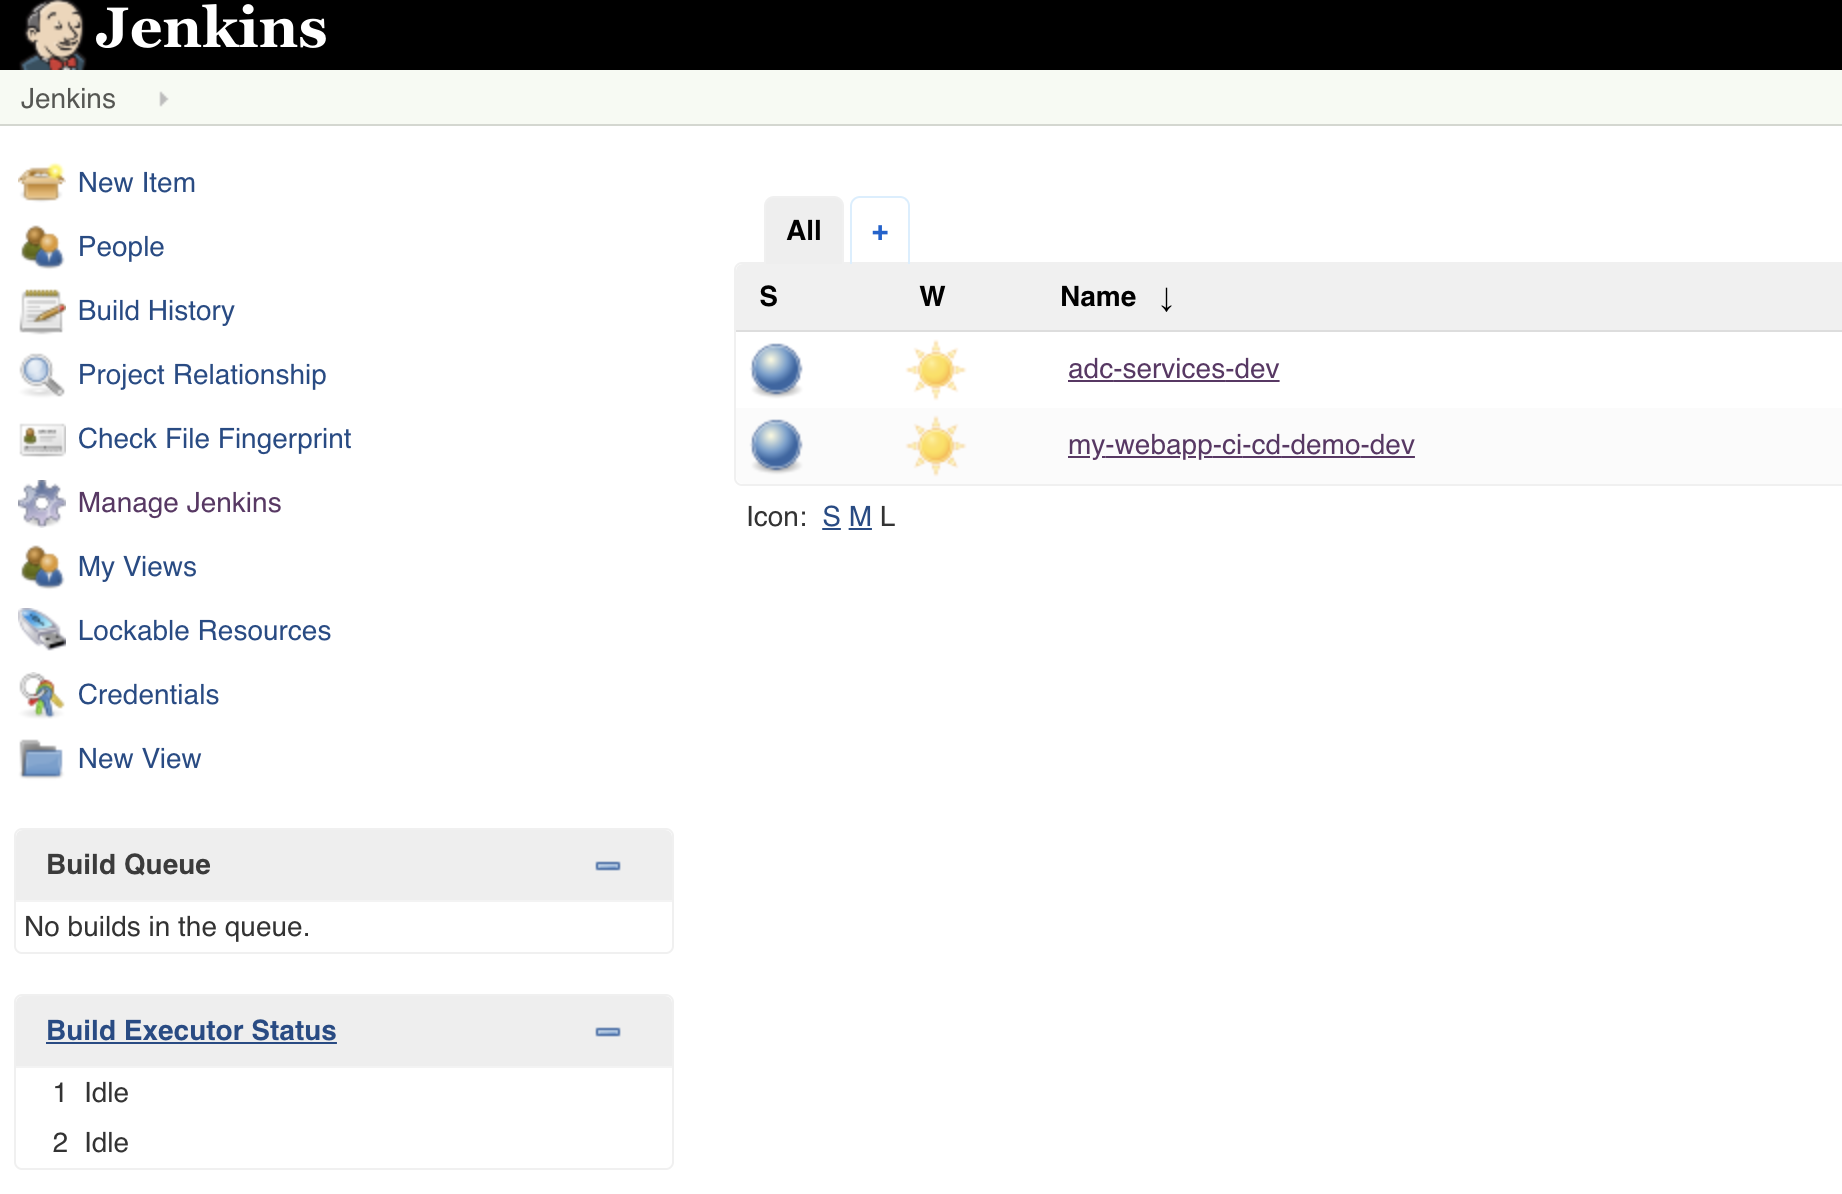 Jenkins
Jenkins
New Item
People
Build History
Project Relationship
Check File Fingerprint
Manage Jenkins
My Views
Lockable Resources
Credentials
New View
Build Queue
No builds in the queue.
Build Executor Status
1 Idle
2 Idle
All +
S W Name ↓
adc-services-dev
my-webapp-ci-cd-demo-dev
Icon: S M L